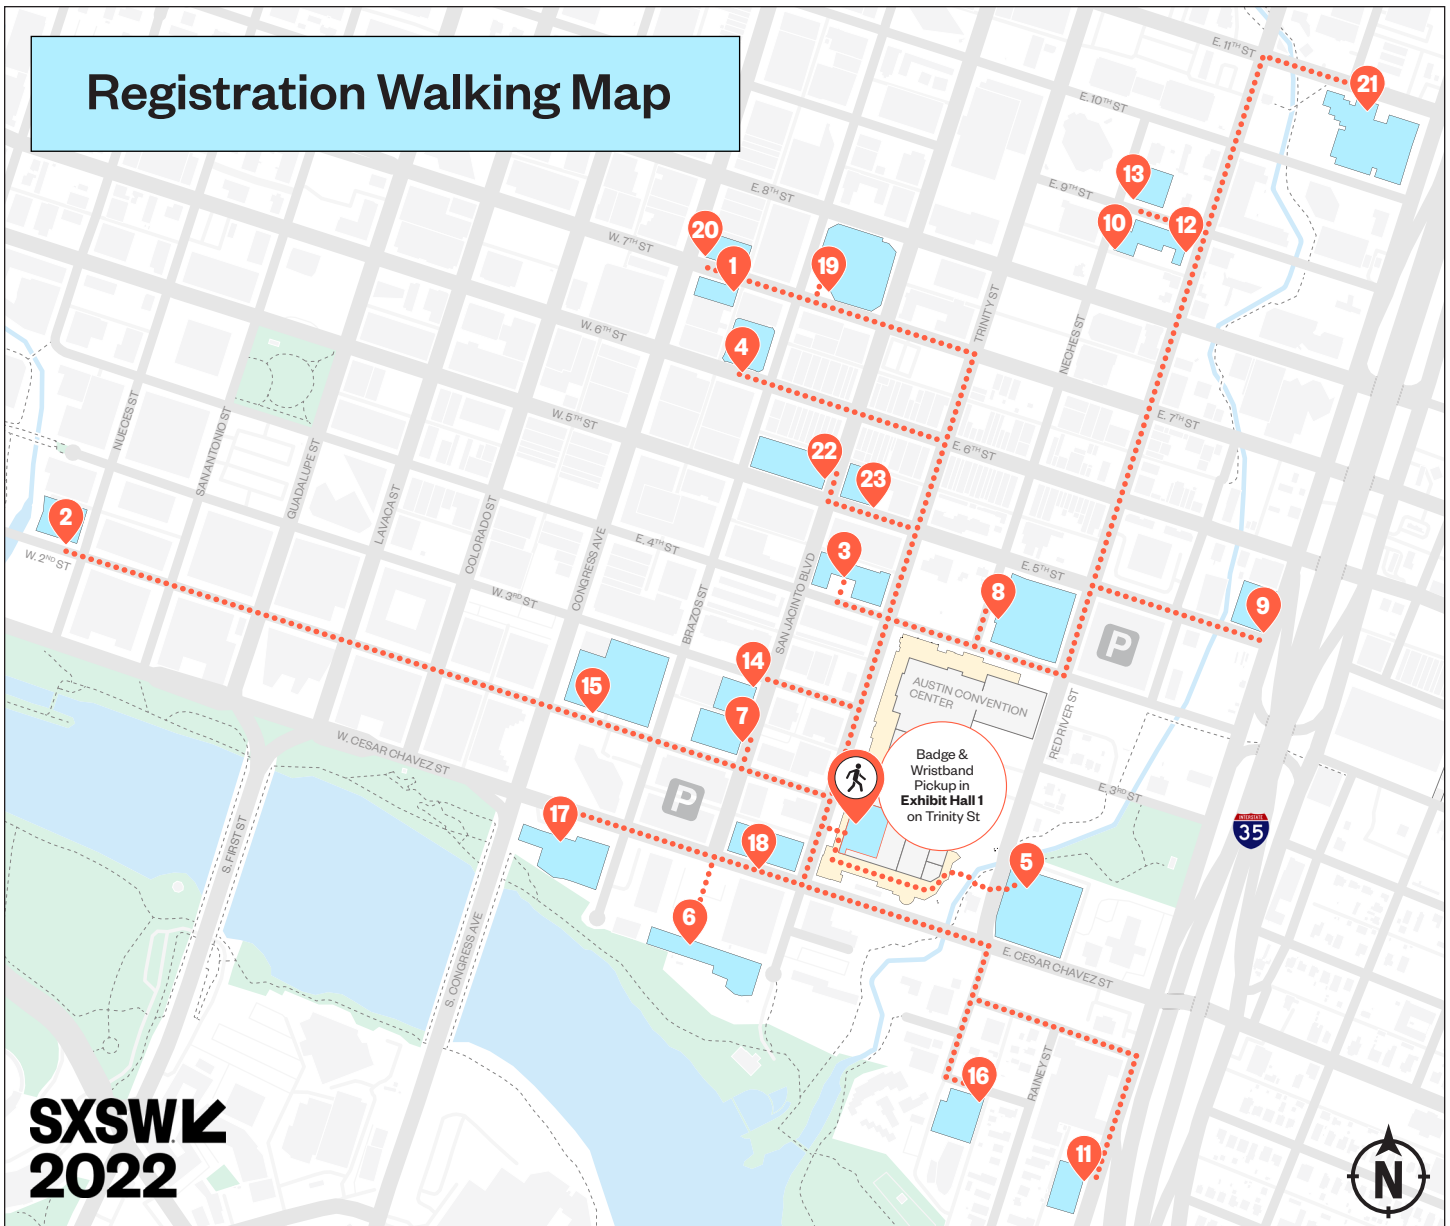 Registration Walking Map
E. 11TH ST
21
E. 10TH ST
13
E. 9TH ST
E. 8TH ST
10
12
20
W. 7TH ST
1
19
TRINITY ST
W. 6TH ST
4
NECHES ST
NUECES ST
SAN ANTONIO ST
GUADALUPE ST
W. 5TH ST
E. 7TH ST
22
E. 6TH ST
23
LAVACA ST
COLORADO ST
2
W. 2ND ST
E. 4TH ST
CONGRESS AVE
3
SAN JACINTO BLVD
E. 5TH ST
W. 3RD ST
BRAZOS ST
8
9
P
14
15
7
AUSTIN CONVENTION
CENTER
RED RIVER ST
W. CESAR CHAVEZ ST
Badge &
Wristband
Pickup in
Exhibit Hall 1
on Trinity St
E. 3RD ST
P
17
18
INTERSTATE
35
S. FIRST ST
5
6
S. CONGRESS AVE
E. CESAR CHAVEZ ST
16
RAINEY ST
11
SXSW
2022
N